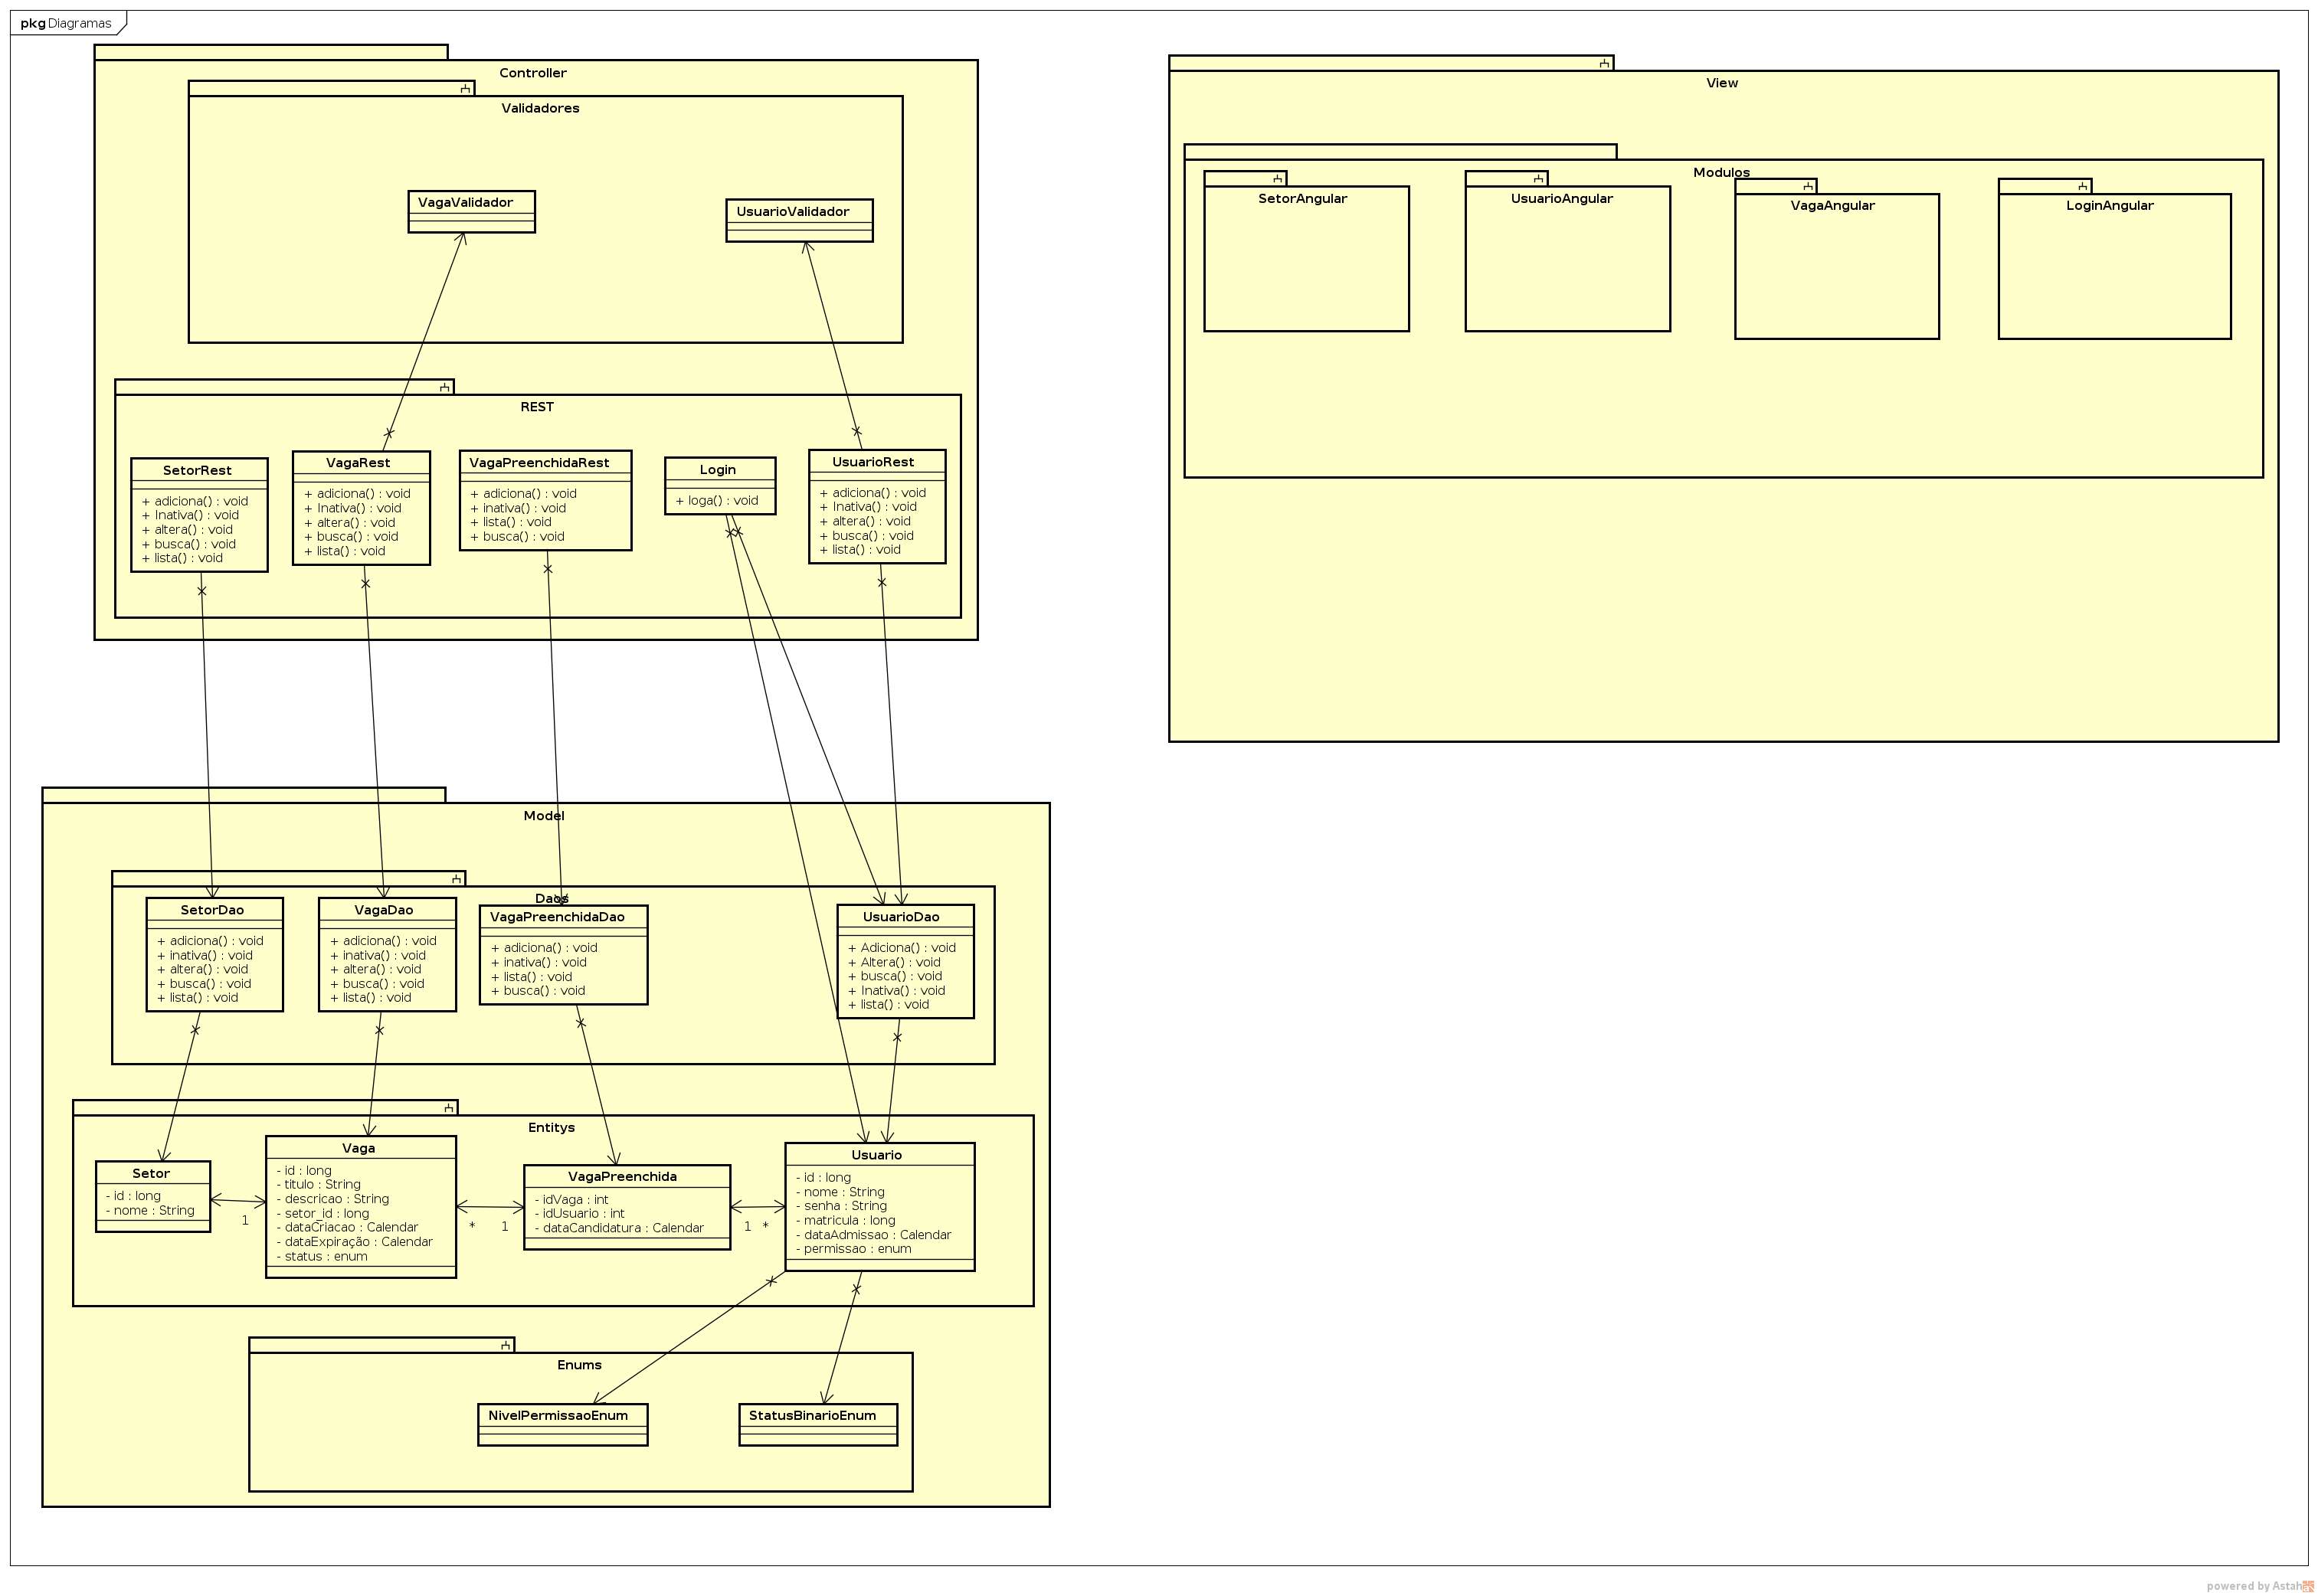 pkg Diagramas
Controller
Validadores
VagaValidador
UsuarioValidador
REST
SetorRest
+ adiciona() : void
+ Inativa() : void
+ altera() : void
+ busca() : void
+ lista() : void
VagaRest
+ adiciona() : void
+ Inativa() : void
+ altera() : void
+ busca() : void
+ lista() : void
VagaPreenchidaRest
+ adiciona() : void
+ inativa() : void
+ lista() : void
+ busca() : void
Login
+ loga() : void
UsuarioRest
+ adiciona() : void
+ Inativa() : void
+ altera() : void
+ busca() : void
+ lista() : void
View
Modulos
SetorAngular
UsuarioAngular
VagaAngular
LoginAngular
Model
Daos
SetorDao
+ adiciona() : void
+ inativa() : void
+ altera() : void
+ busca() : void
+ lista() : void
VagaDao
+ adiciona() : void
+ inativa() : void
+ altera() : void
+ busca() : void
+ lista() : void
VagaPreenchidaDao
+ adiciona() : void
+ inativa() : void
+ lista() : void
+ busca() : void
UsuarioDao
+ Adiciona() : void
+ Altera() : void
+ busca() : void
+ Inativa() : void
+ lista() : void
Entitys
Setor
- id : long
- nome : String
1
Vaga
- id : long
- titulo : String
- descricao : String
- setor_id : long
- dataCriacao : Calendar
- dataExpiração : Calendar
- status : enum
* 1
VagaPreenchida
- idVaga : int
- idUsuario : int
- dataCandidatura : Calendar
1 *
Usuario
- id : long
- nome : String
- senha : String
- matricula : long
- dataAdmissao : Calendar
- permissao : enum
Enums
NivelPermissaoEnum
StatusBinarioEnum
powered by Astah